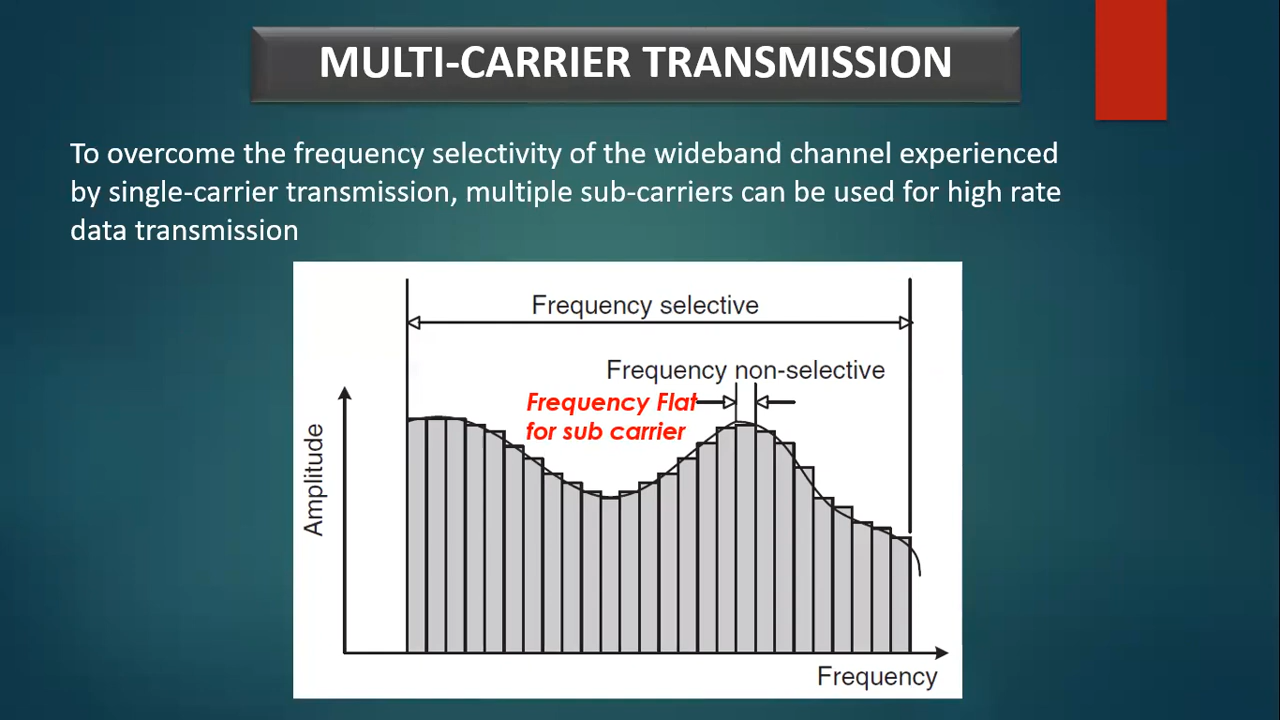 MULTI-CARRIER TRANSMISSION
To overcome the frequency selectivity of the wideband channel experienced
by single-carrier transmission, multiple sub-carriers can be used for high rate
data transmission
Frequency selective
Frequency non-selective
Frequency Flat
for sub carrier
Amplitude
Frequency